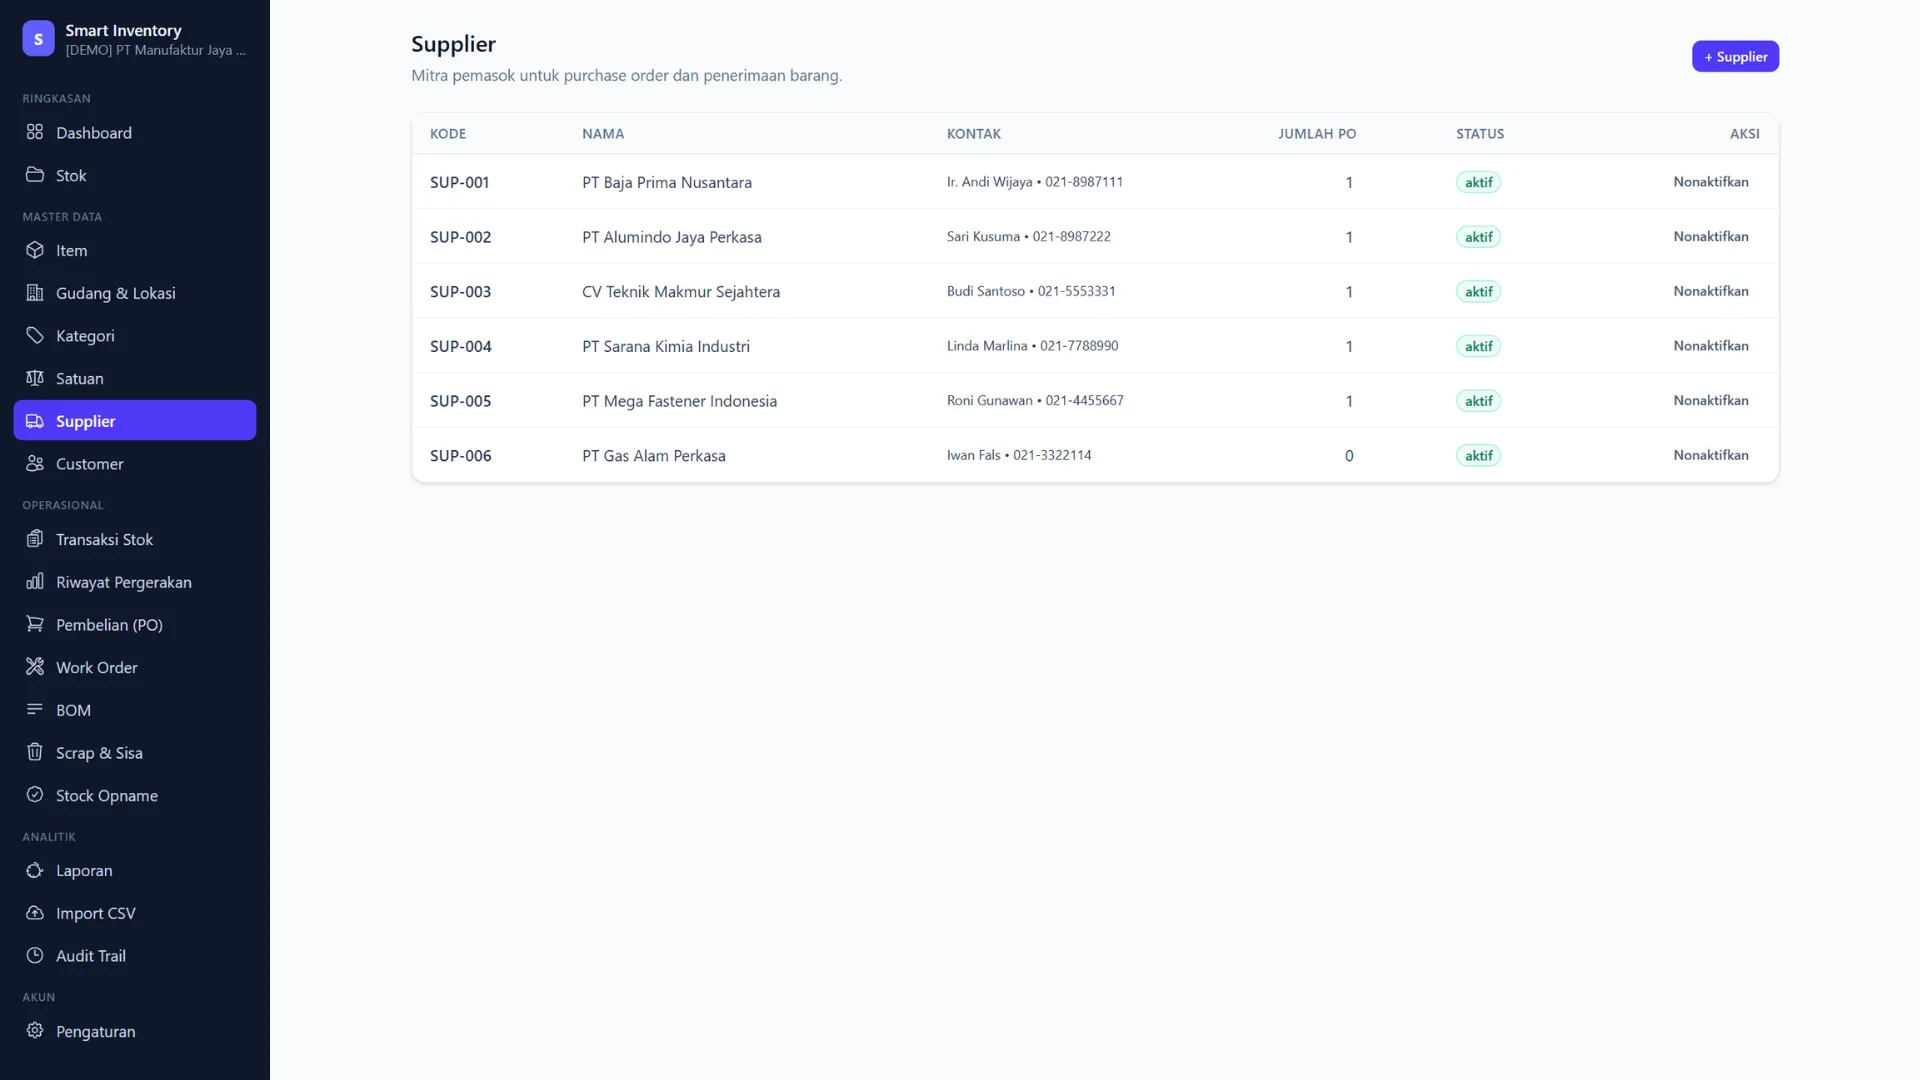 S
Smart Inventory
[DEMO] PT Manufaktur Jaya ...
RINGKASAN
Dashboard
Stok
MASTER DATA
Item
Gudang & Lokasi
Kategori
Satuan
Supplier
Customer
OPERASIONAL
Transaksi Stok
Riwayat Pergerakan
Pembelian (PO)
Work Order
BOM
Scrap & Sisa
Stock Opname
ANALITIK
Laporan
Import CSV
Audit Trail
AKUN
Pengaturan
Supplier
Mitra pemasok untuk purchase order dan penerimaan barang.
+ Supplier
KODE NAMA KONTAK JUMLAH PO STATUS AKSI
SUP-001 PT Baja Prima Nusantara Ir. Andi Wijaya • 021-8987111 1 aktif Nonaktifkan
SUP-002 PT Alumindo Jaya Perkasa Sari Kusuma • 021-8987222 1 aktif Nonaktifkan
SUP-003 CV Teknik Makmur Sejahtera Budi Santoso • 021-5553331 1 aktif Nonaktifkan
SUP-004 PT Sarana Kimia Industri Linda Marlina • 021-7788990 1 aktif Nonaktifkan
SUP-005 PT Mega Fastener Indonesia Roni Gunawan • 021-4455667 1 aktif Nonaktifkan
SUP-006 PT Gas Alam Perkasa Iwan Fals • 021-3322114 0 aktif Nonaktifkan